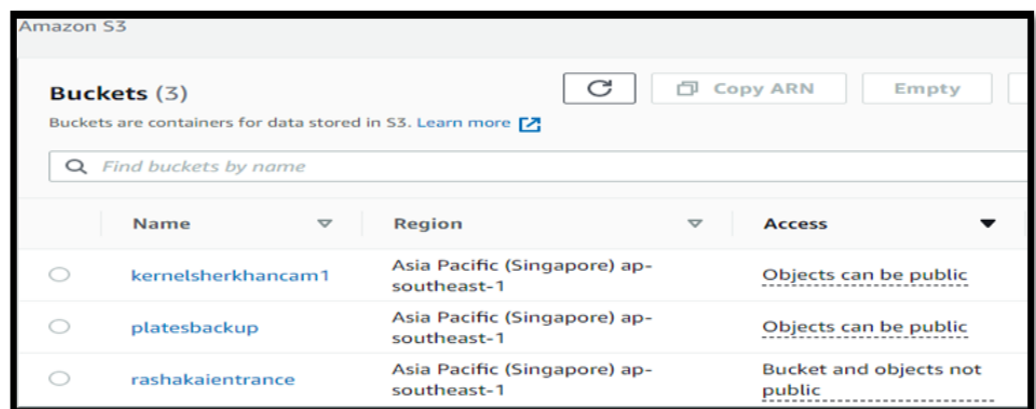 Amazon S3
Buckets (3)
Copy ARN
Empty
Buckets are containers for data stored in S3. Learn more
Find buckets by name
Name Region Access
kernelsherkhancam1 Asia Pacific (Singapore) ap-southeast-1 Objects can be public
platesbackup Asia Pacific (Singapore) ap-southeast-1 Objects can be public
rashakaientrance Asia Pacific (Singapore) ap-southeast-1 Bucket and objects not public